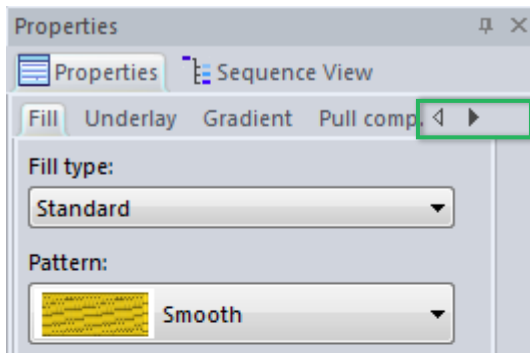 Properties
Properties Sequence View
Fill Underlay Gradient Pull comp.
Fill type:
Standard
Pattern:
Smooth